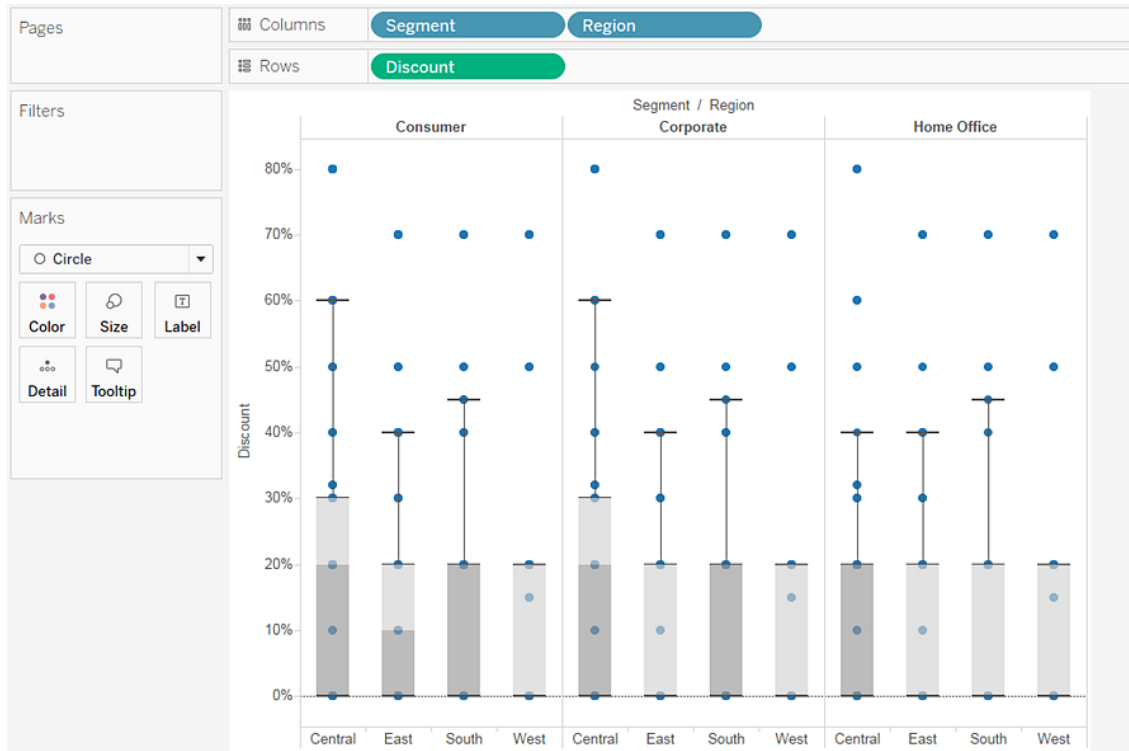 Pages
Columns Segment Region
Rows Discount
Filters
Segment / Region
Consumer Corporate Home Office
Marks
Circle
Color Size Label
Detail Tooltip
Discount
80%
70%
60%
50%
40%
30%
20%
10%
0%
Central East South West Central East South West Central East South West